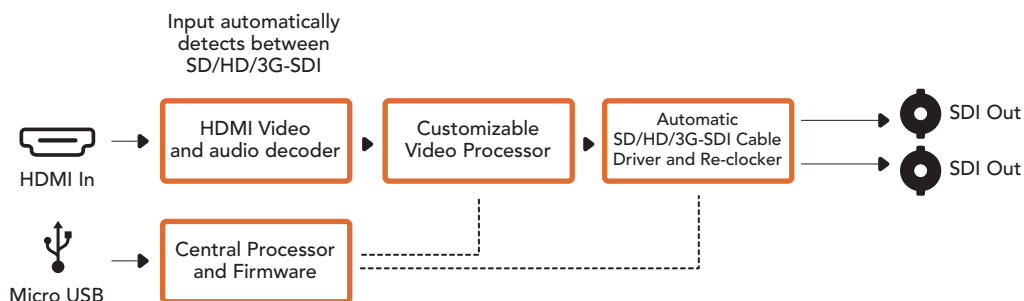 Input automatically
detects between
SD/HD/3G-SDI
HDMI In
HDMI Video
and audio decoder
Customizable
Video Processor
Automatic
SD/HD/3G-SDI Cable
Driver and Re-clocker
SDI Out
SDI Out
Micro USB
Central Processor
and Firmware